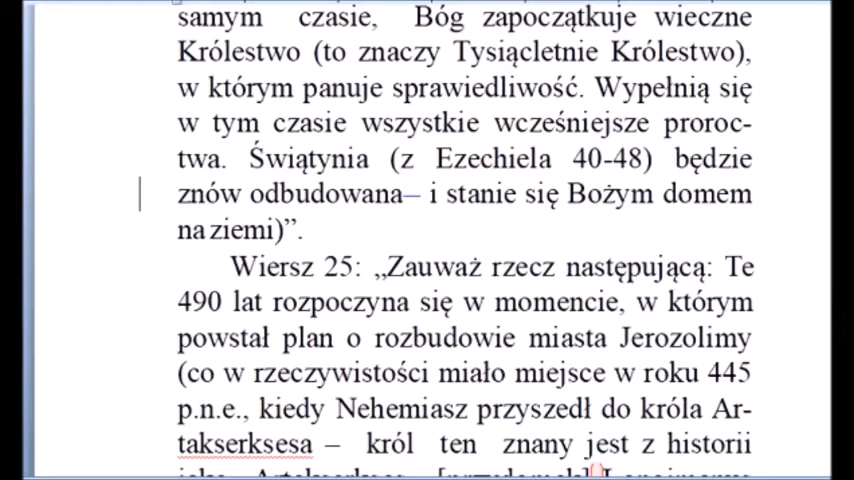 samym czasie, Bóg zapoczątkuje wieczne
Królestwo (to znaczy Tysiącletnie Królestwo),
w którym panuje sprawiedliwość. Wypełnią się
w tym czasie wszystkie wcześniejsze proroc-
twa. Świątynia (z Ezechiela 40-48) będzie
znów odbudowana– i stanie się Bożym domem
na ziemi)”.
Wiersz 25: „Zauważ rzecz następującą: Te
490 lat rozpoczyna się w momencie, w którym
powstał plan o rozbudowie miasta Jerozolimy
(co w rzeczywistości miało miejsce w roku 445
p.n.e., kiedy Nehemiasz przyszedł do króla Ar-
takserksesa – król ten znany jest z historii